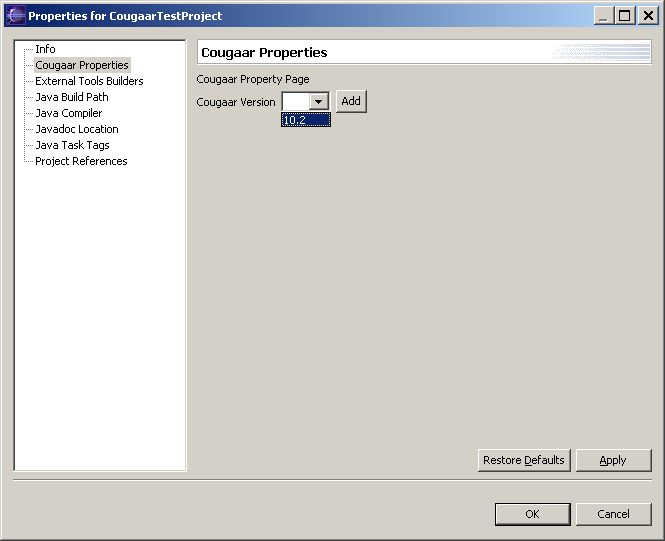 Properties for CougaarTestProject
Info
Cougaar Properties
External Tools Builders
Java Build Path
Java Compiler
Javadoc Location
Java Task Tags
Project References
Cougaar Properties
Cougaar Property Page
Cougaar Version Add
10.2
Restore Defaults Apply
OK Cancel